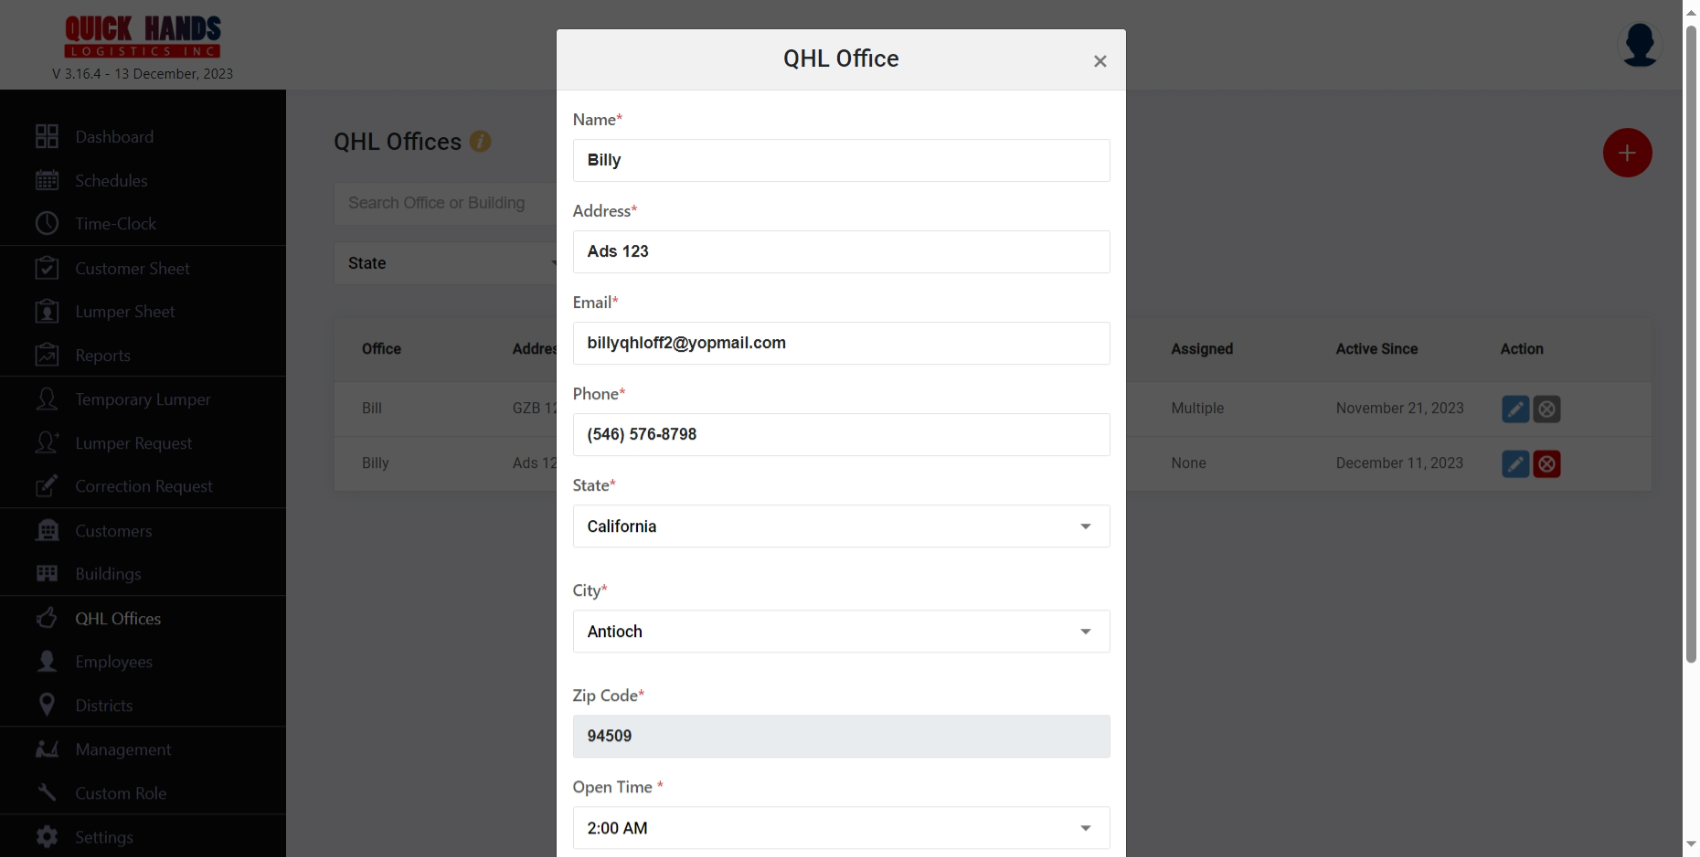 QUICK HANDS
LOGISTICS INC
V 3.16.4 - 13 December, 2023
Dashboard
Schedules
Time-Clock
Customer Sheet
Lumper Sheet
Reports
Temporary Lumper
Lumper Request
Correction Request
Customers
Buildings
QHL Offices
Employees
Districts
Management
Custom Role
Settings
QHL Offices i
Search Office or Building
State
Office Addres Assigned Active Since Action
Bill GZB 12 Multiple November 21, 2023
Billy Ads 12 None December 11, 2023
QHL Office ×
Name*
Billy
Address*
Ads 123
Email*
billyqhloff2@yopmail.com
Phone*
(546) 576-8798
State*
California
City*
Antioch
Zip Code*
94509
Open Time *
2:00 AM